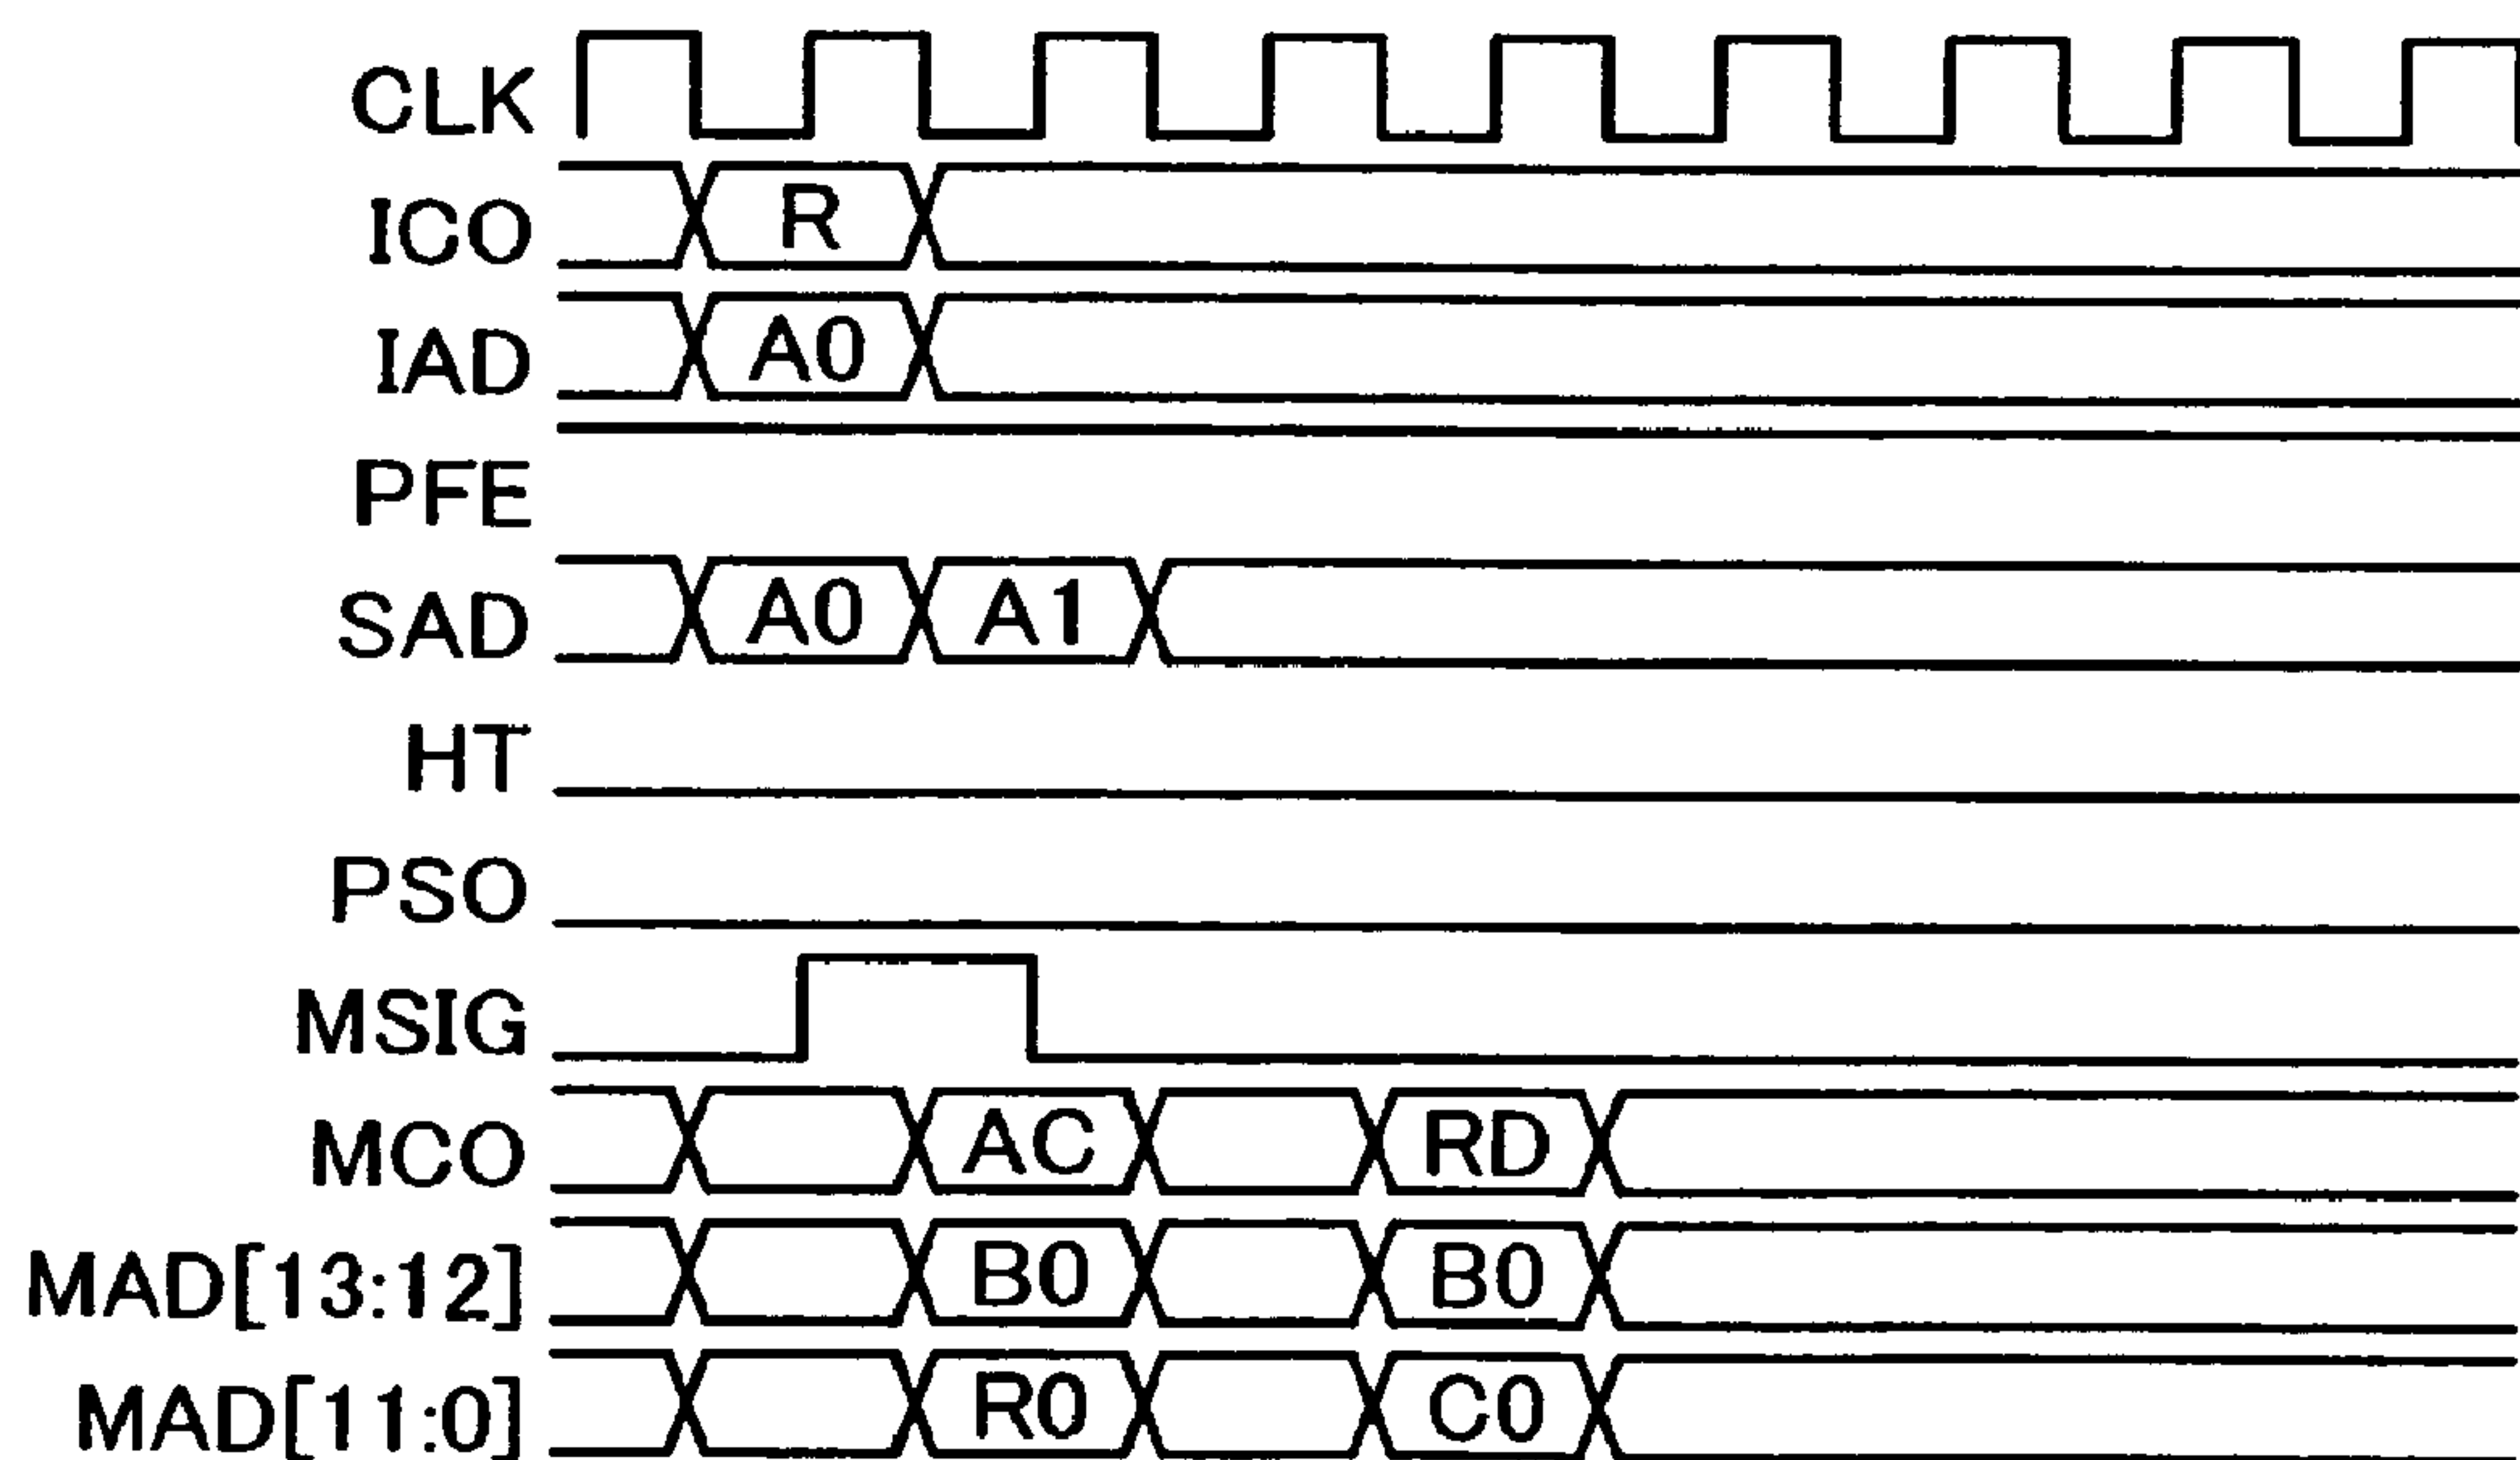 CLK
ICO R
IAD A0
PFE
SAD A0 A1
HT
PSO
MSIG
MCO AC RD
MAD[13:12] B0 B0
MAD[11:0] R0 C0